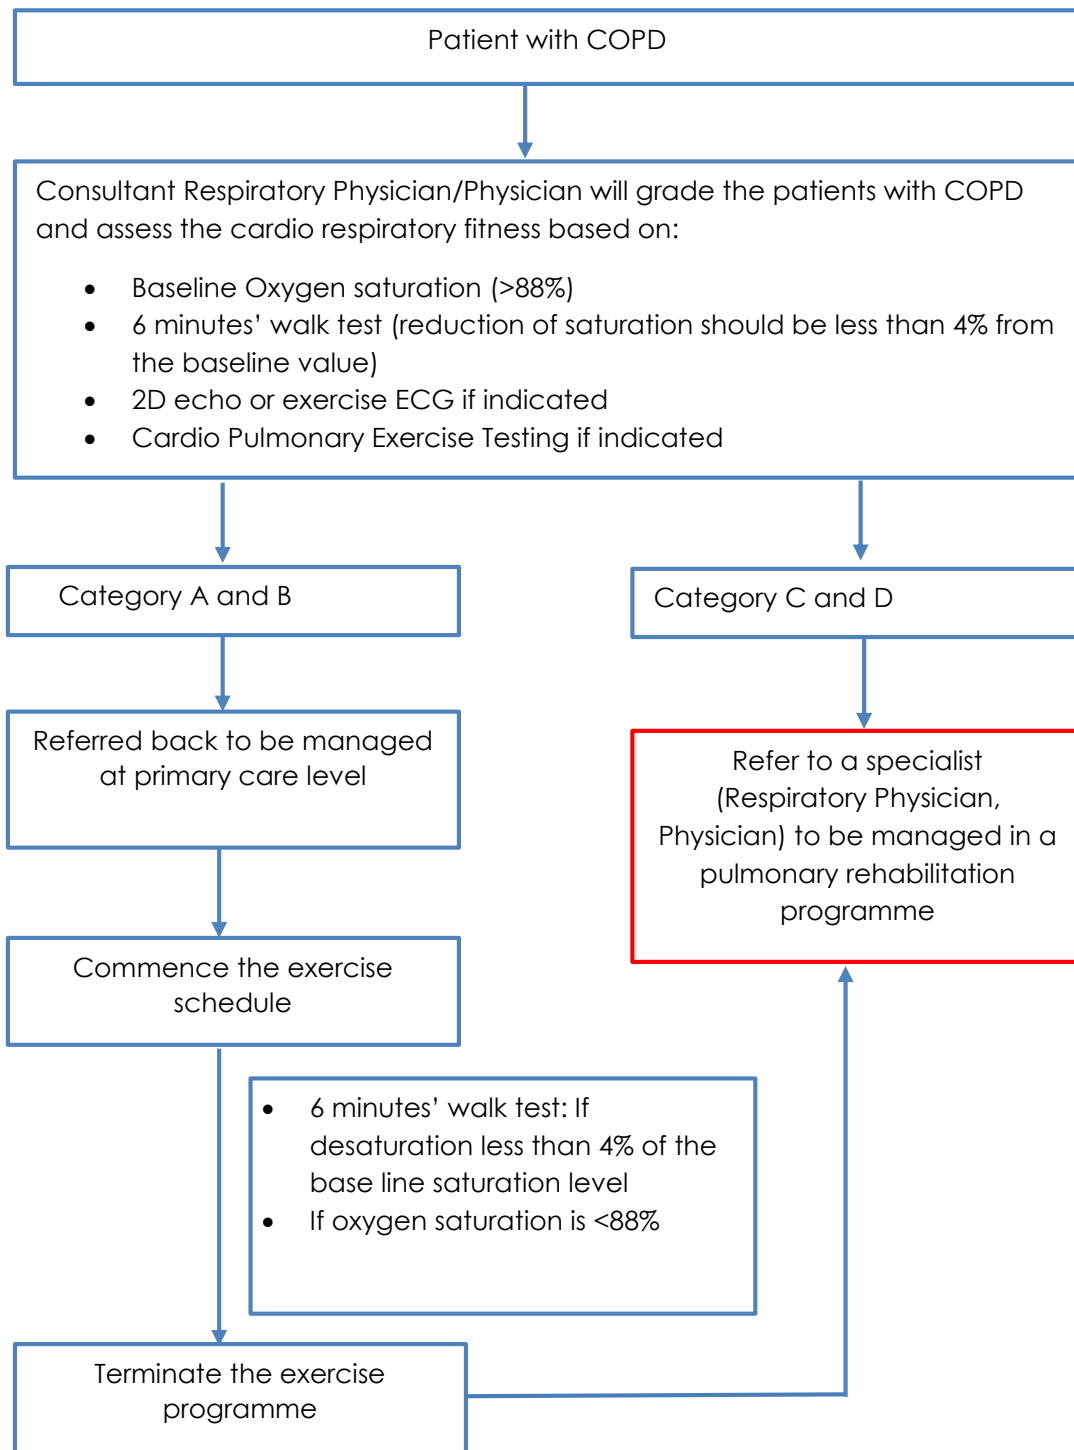 Patient with COPD
Consultant Respiratory Physician/Physician will grade the patients with COPD
and assess the cardio respiratory fitness based on:
• Baseline Oxygen saturation (>88%)
• 6 minutes’ walk test (reduction of saturation should be less than 4% from
the baseline value)
• 2D echo or exercise ECG if indicated
• Cardio Pulmonary Exercise Testing if indicated
Category A and B
Category C and D
Referred back to be managed
at primary care level
Refer to a specialist
(Respiratory Physician,
Physician) to be managed in a
pulmonary rehabilitation
programme
Commence the exercise
schedule
• 6 minutes’ walk test: If
desaturation less than 4% of the
base line saturation level
• If oxygen saturation is <88%
Terminate the exercise
programme